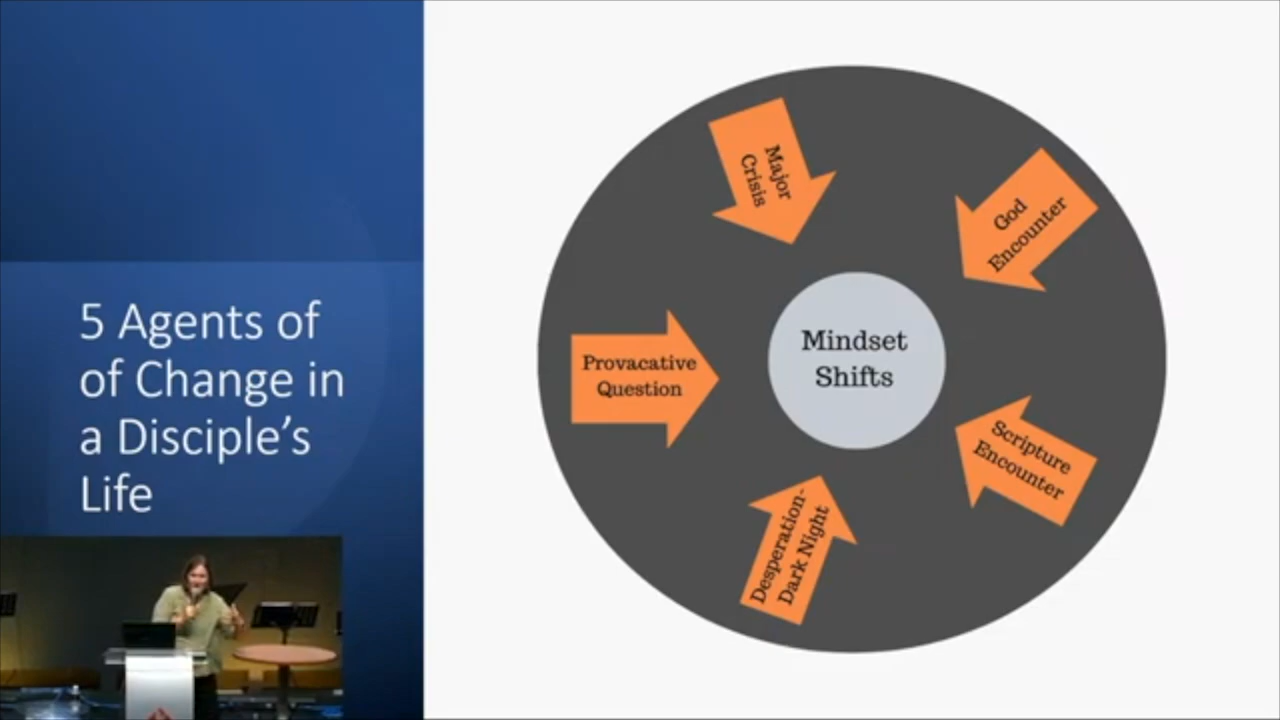 5 Agents of
of Change in
a Disciple's
Life
Major
Crisis
God
Encounter
Provacative
Question
Mindset
Shifts
Scripture
Encounter
Desperation-
Dark Night